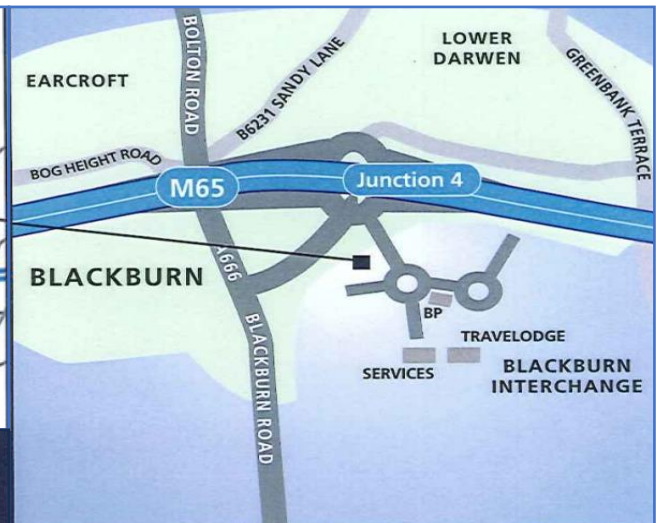 EARCROFT
BOLTON ROAD
B6231 SANDY LANE
LOWER
DARWEN
GREENBANK TERRACE
BOG HEIGHT ROAD
M65
Junction 4
BLACKBURN
A666
BLACKBURN ROAD
BP
TRAVELODGE
SERVICES
BLACKBURN
INTERCHANGE